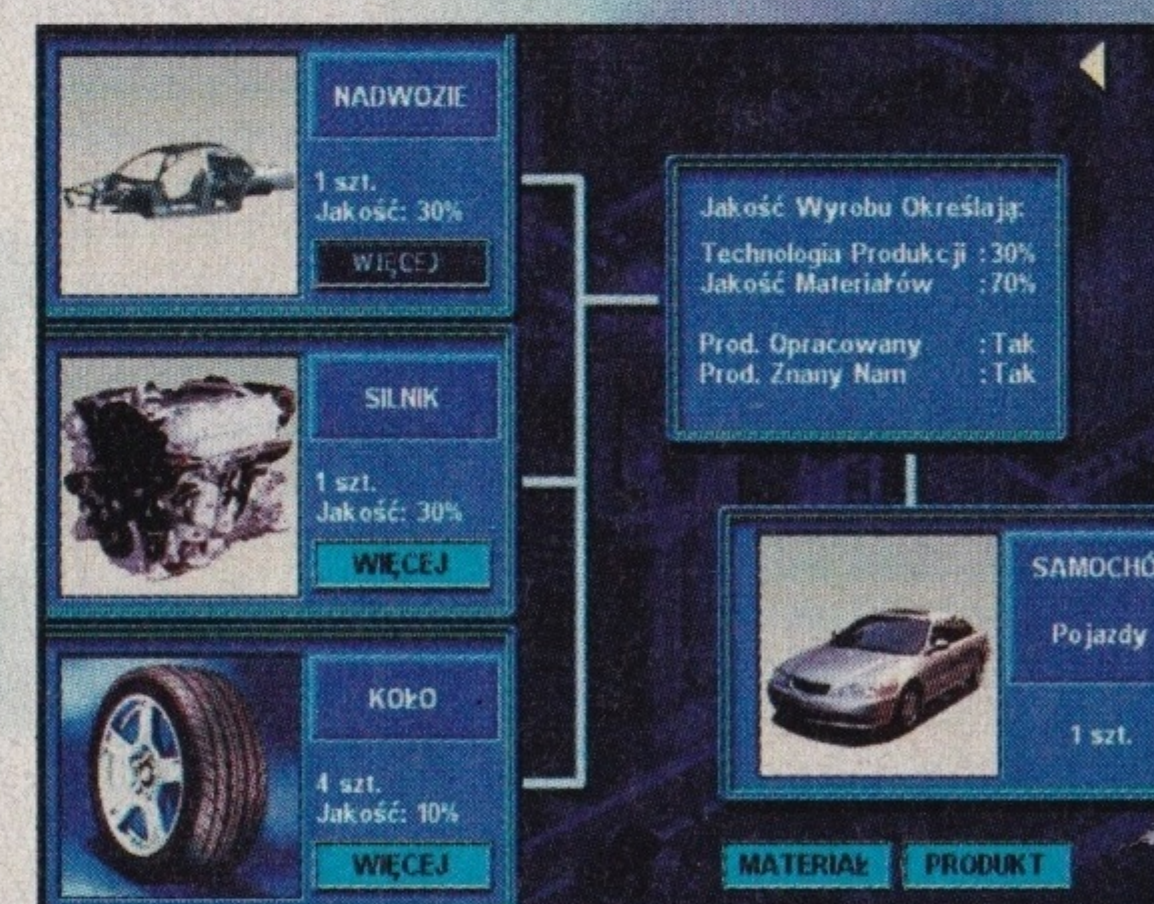 NADWOZIE
1 szt.
Jakość: 30%
WIĘCEJ
SILNIK
1 szt.
Jakość: 30%
WIĘCEJ
KOŁO
4 szt.
Jakość: 10%
WIĘCEJ
Jakość Wyrobu Określają:
Technologia Produkcji :30%
Jakość Materiałów :70%
Prod. Opracowany :Tak
Prod. Znany Nam :Tak
SAMOCHÓ
Pojazdy
1 szt.
MATERIAŁ
PRODUKT